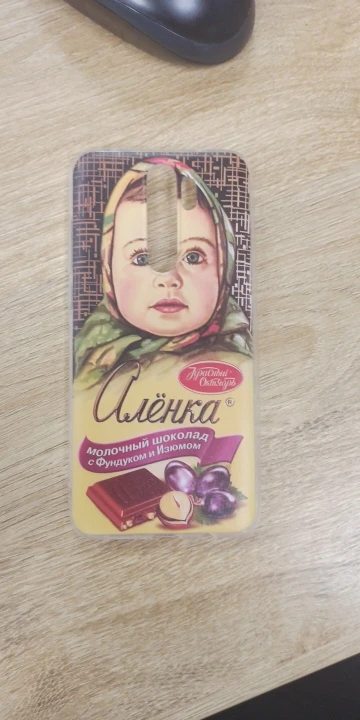 Красный
Октябрь
Алёнка®
молочный шоколад
с Фундуком и Изюмом